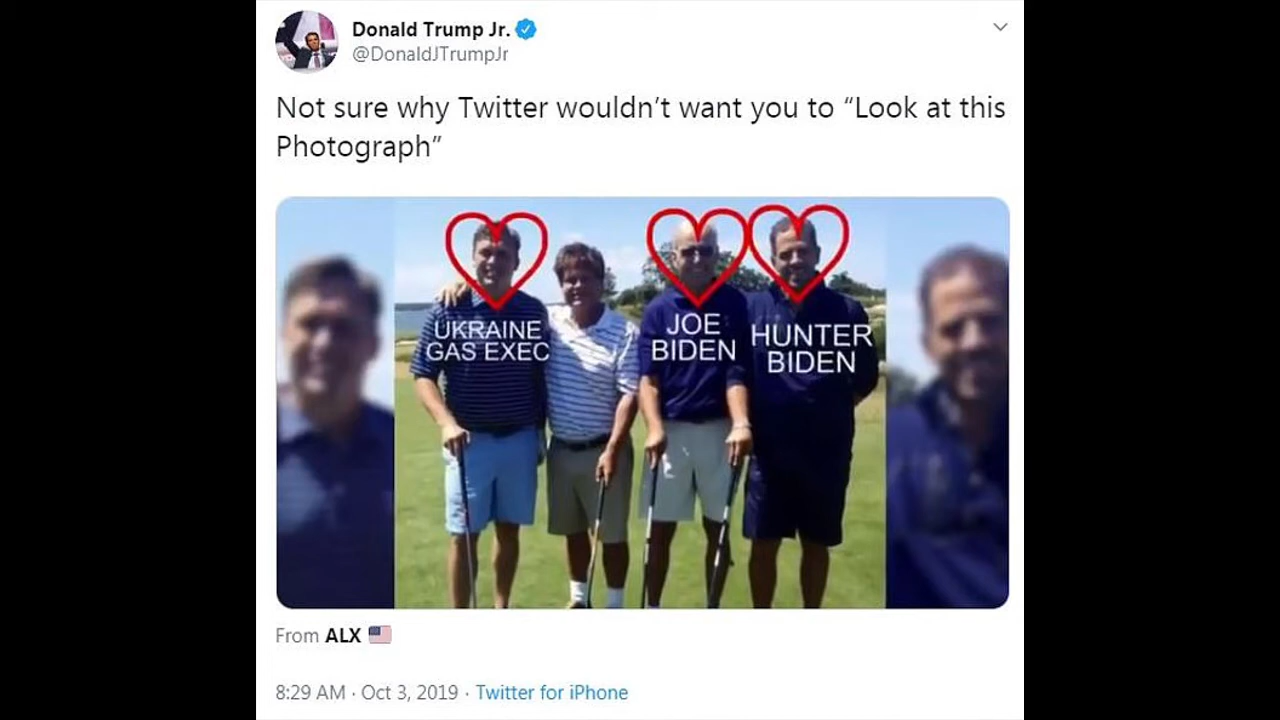 Donald Trump Jr.
@DonaldJTrumpJr
Not sure why Twitter wouldn’t want you to “Look at this
Photograph”
UKRAINE
GAS EXEC
JOE
BIDEN
HUNTER
BIDEN
From ALX 🇺🇸
8:29 AM · Oct 3, 2019 · Twitter for iPhone